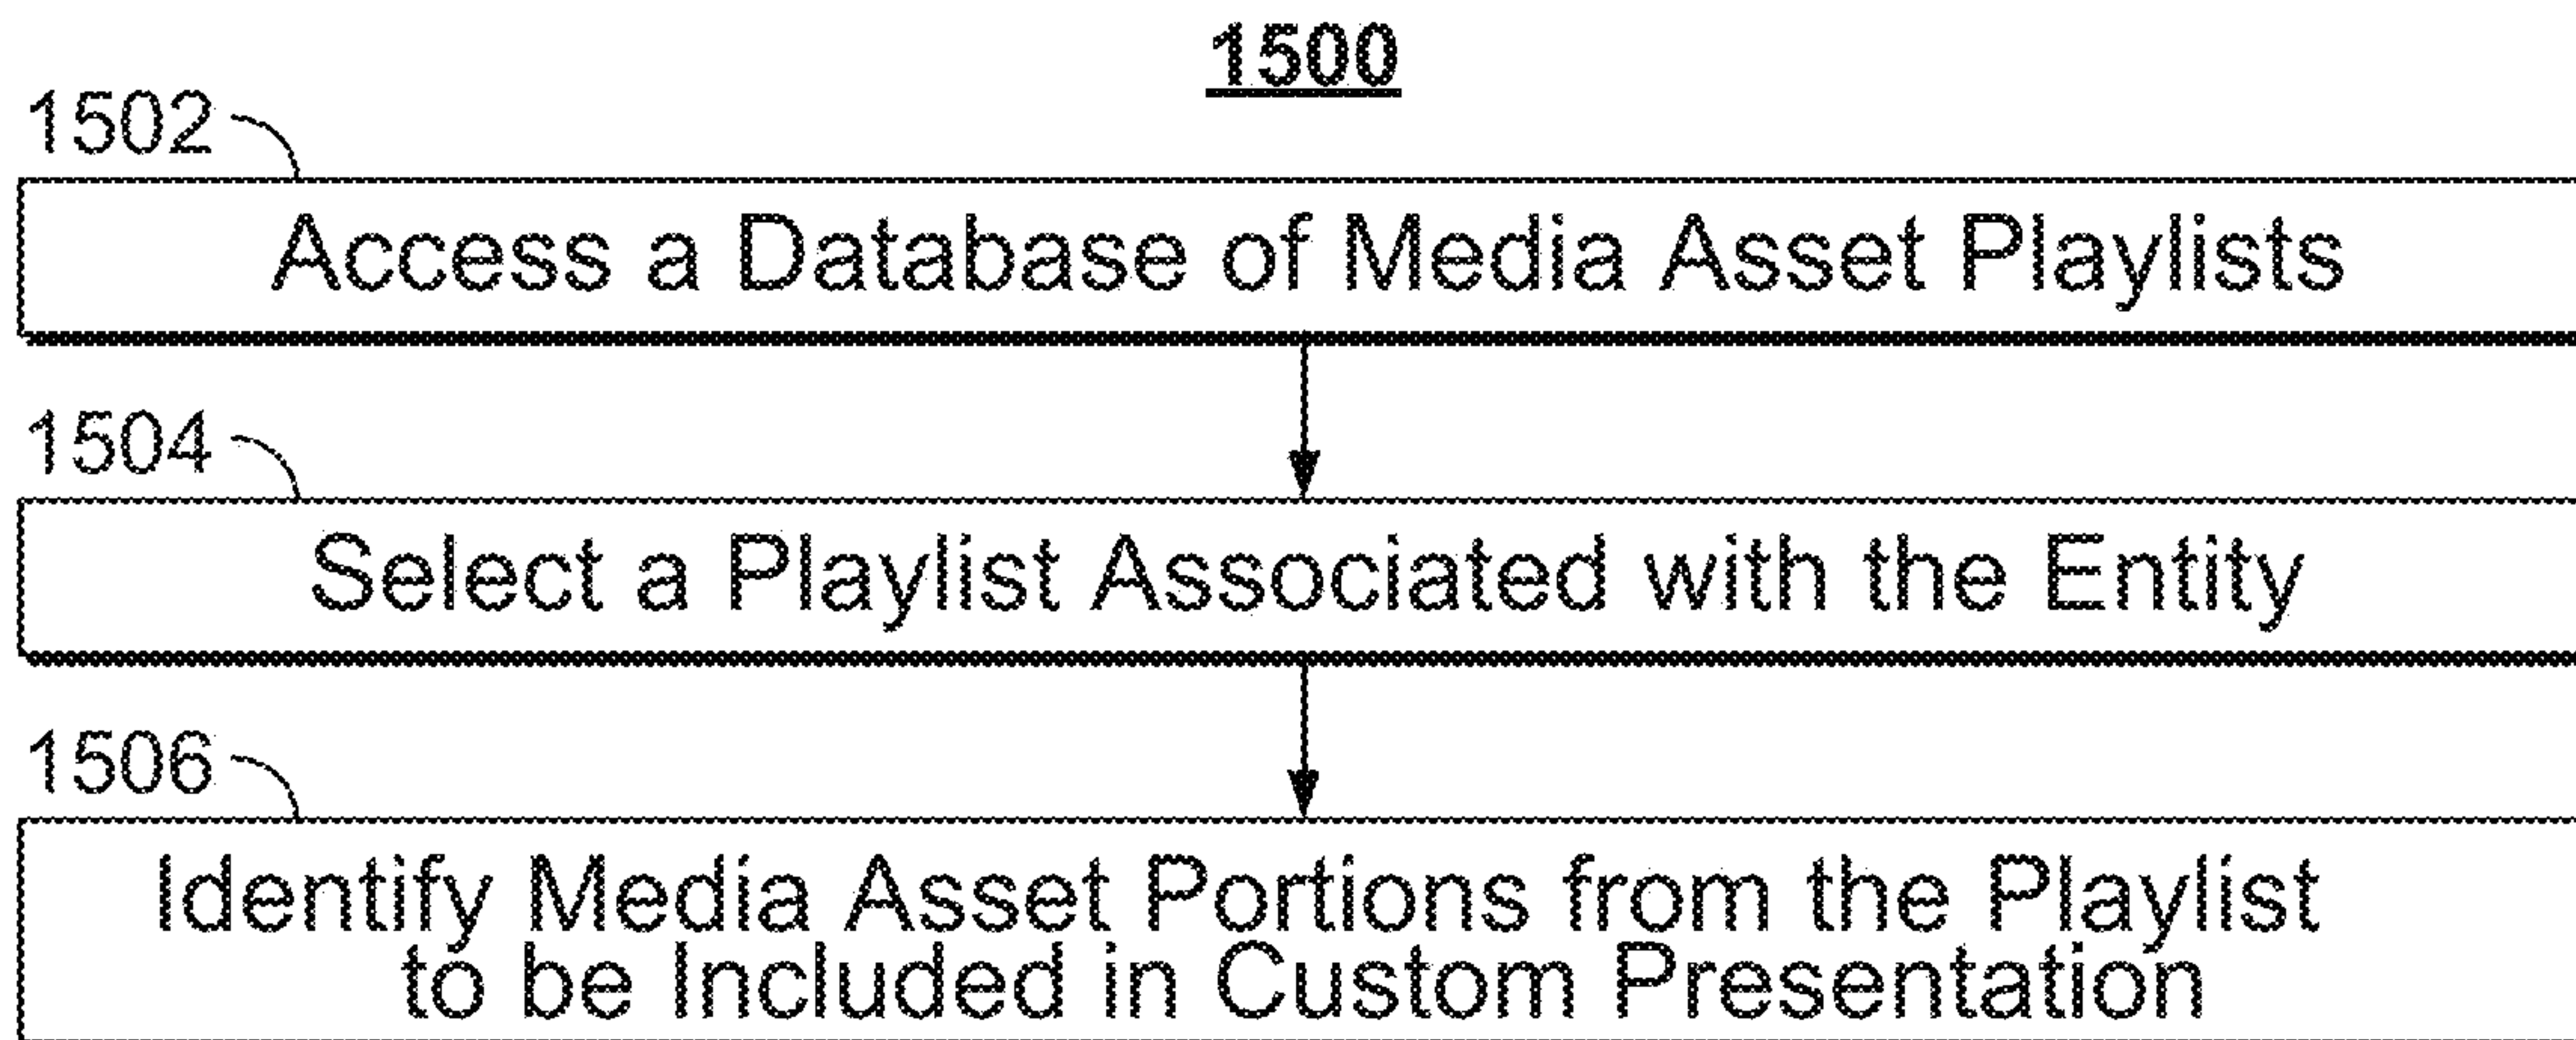 1500
1502
Access a Database of Media Asset Playlists
1504
Select a Playlist Associated with the Entity
1506
Identify Media Asset Portions from the Playlist
to be Included in Custom Presentation